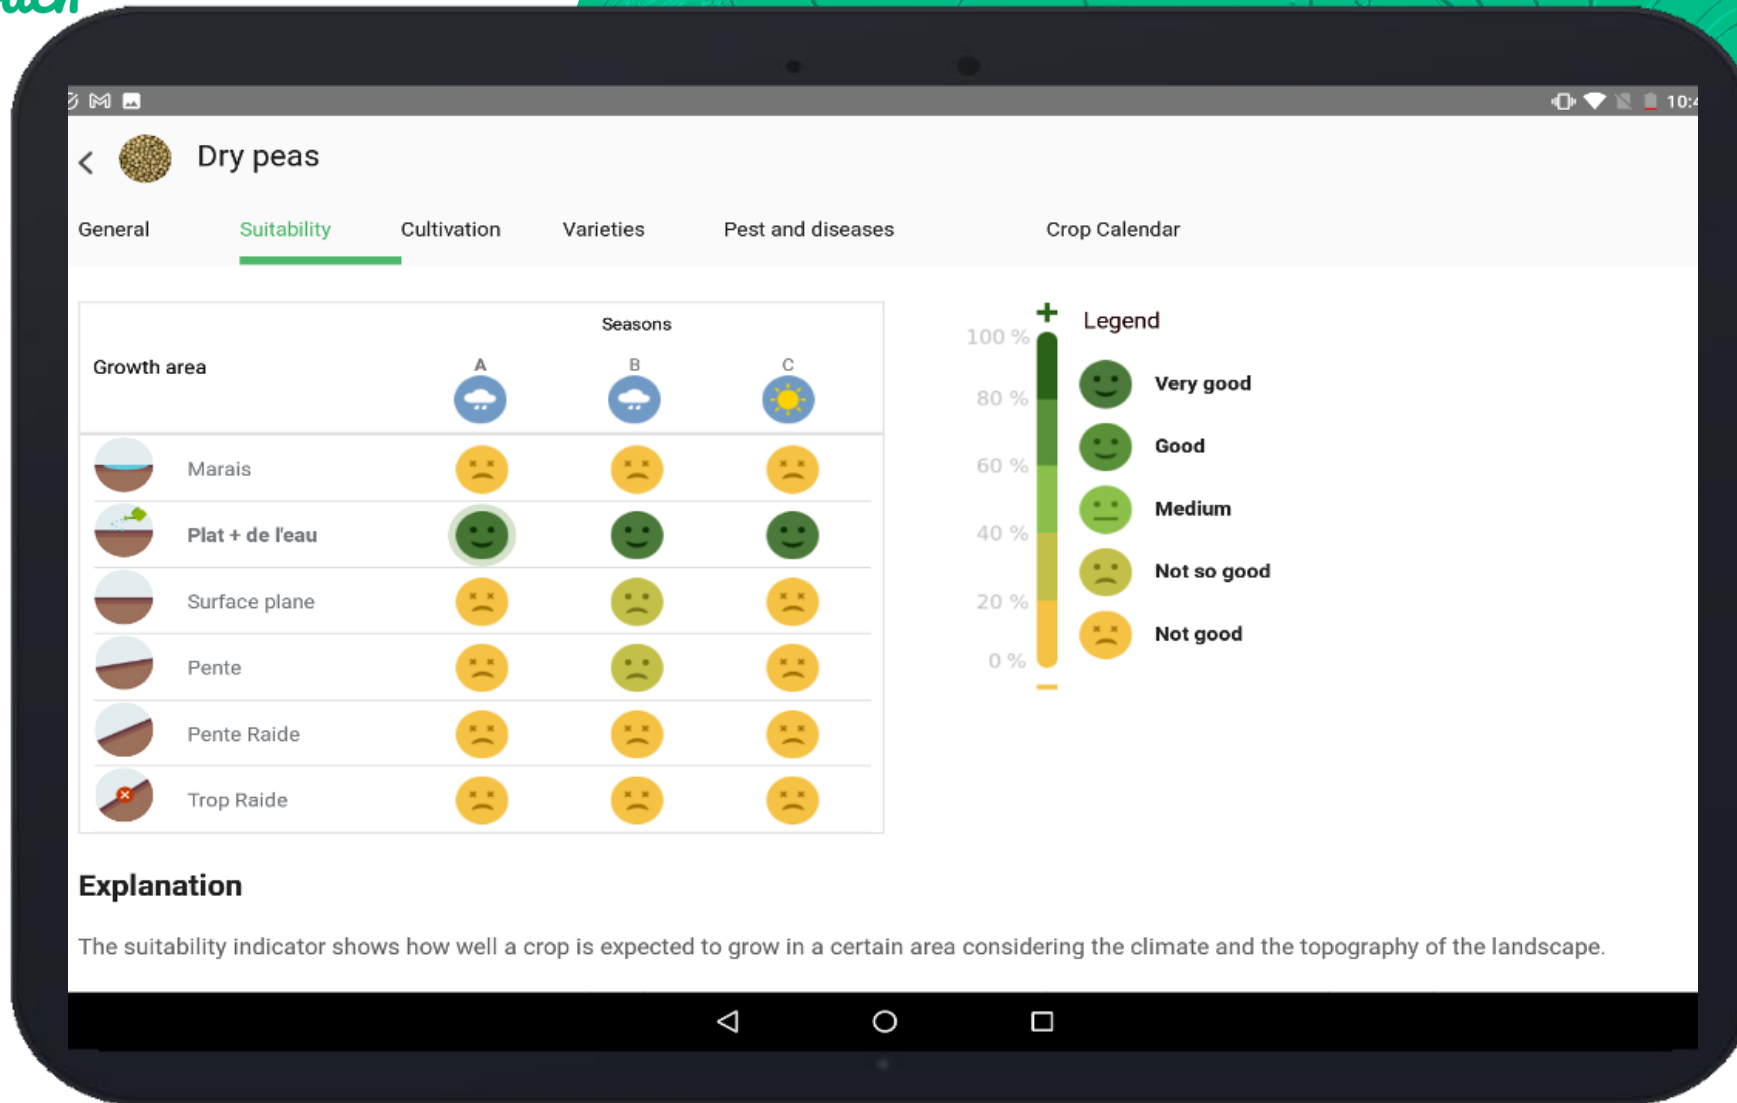 10:4
Dry peas
General Suitability Cultivation Varieties Pest and diseases Crop Calendar
Seasons
Growth area
A B C
Marais
Plat + de l'eau
Surface plane
Pente
Pente Raide
Trop Raide
+
Legend
100 %
80 %
60 %
40 %
20 %
0 %
Very good
Good
Medium
Not so good
Not good
Explanation
The suitability indicator shows how well a crop is expected to grow in a certain area considering the climate and the topography of the landscape.